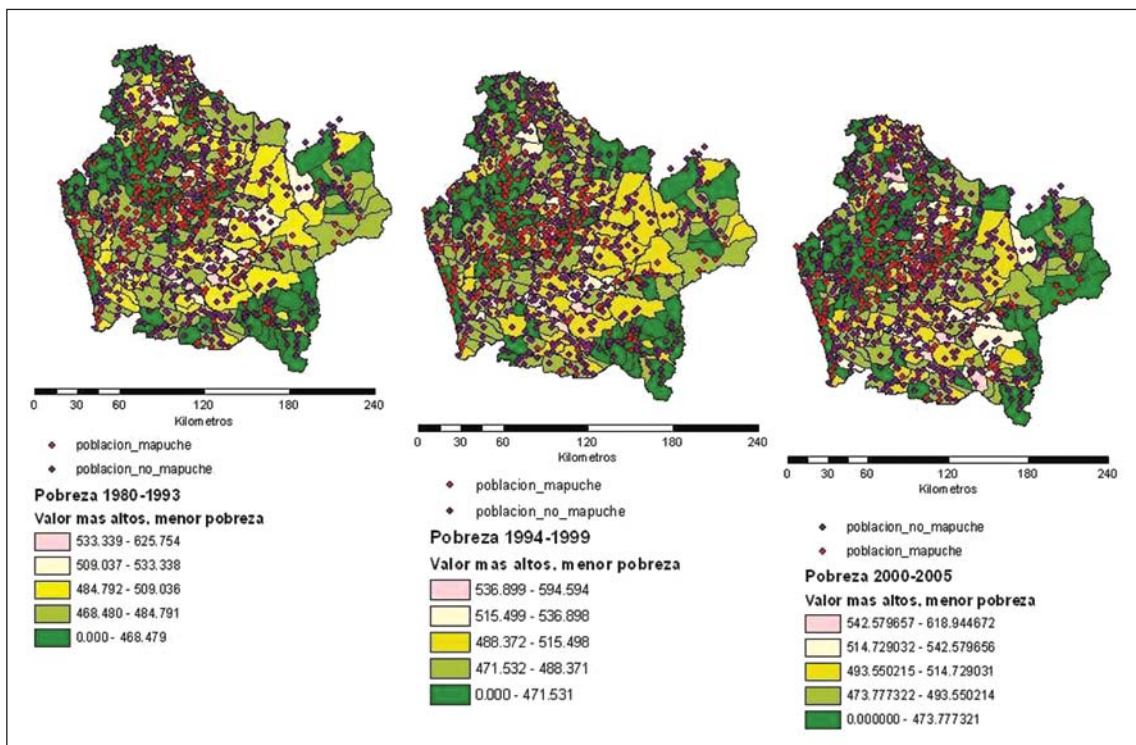 0 30 60 120 180 240
Kilometros
poblacion_mapuche
poblacion_no_mapuche
Pobreza 1980-1993
Valor mas altos, menor pobreza
533.339 - 625.754
509.037 - 533.338
484.792 - 509.036
468.480 - 484.791
0.000 - 468.479
0 30 60 120 180 240
Kilometros
poblacion_mapuche
poblacion_no_mapuche
Pobreza 1994-1999
Valor mas altos, menor pobreza
536.899 - 594.594
515.499 - 536.898
488.372 - 515.498
471.532 - 488.371
0.000 - 471.531
0 30 60 120 180 240
Kilometros
poblacion_no_mapuche
poblacion_mapuche
Pobreza 2000-2005
Valor mas altos, menor pobreza
542.579657 - 618.944672
514.729032 - 542.579656
493.550215 - 514.729031
473.777322 - 493.550214
0.000000 - 473.777321